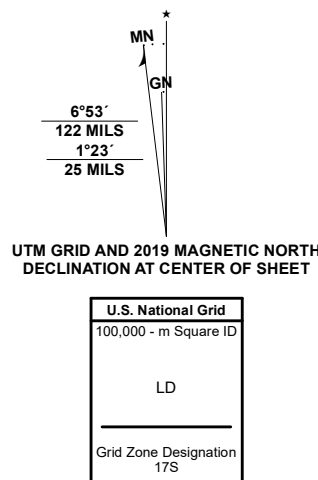 MN
GN
6°53´
122 MILS
1°23´
25 MILS
UTM GRID AND 2019 MAGNETIC NORTH
DECLINATION AT CENTER OF SHEET
U.S. National Grid
100,000 - m Square ID
LD
Grid Zone Designation
17S